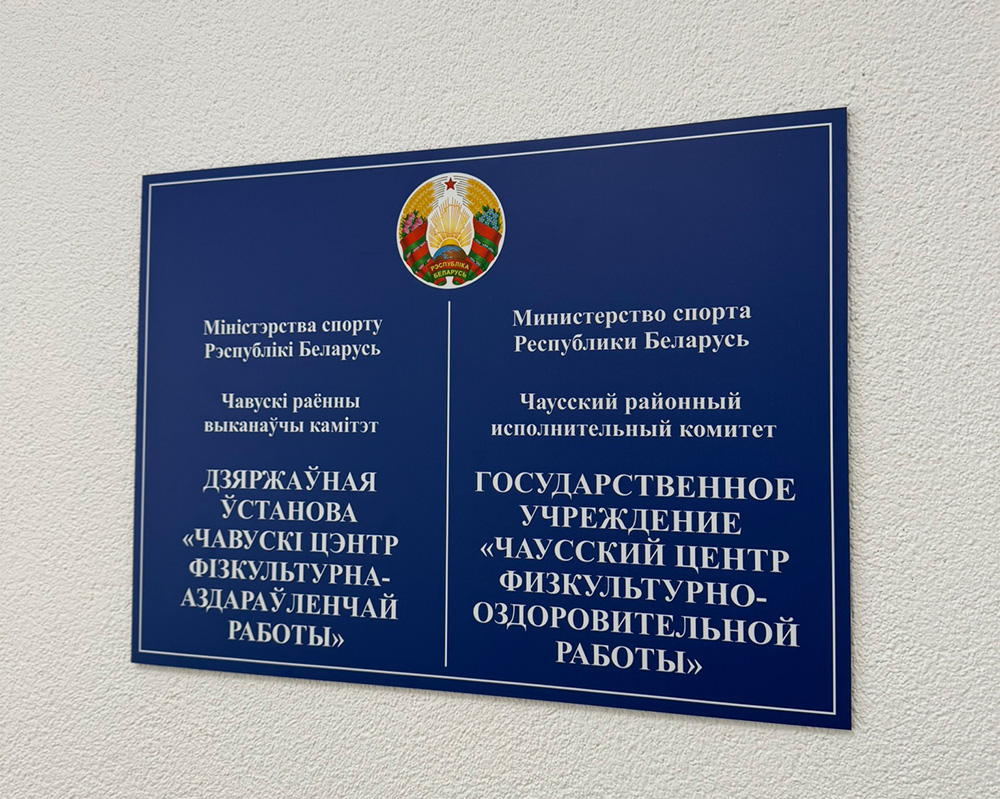 РЭСПУБЛІКА
БЕЛАРУСЬ
Міністэрства спорту
Рэспублікі Беларусь
Чавускі раённы
выканаўчы камітэт
ДЗЯРЖАЎНАЯ
ЎСТАНОВА
«ЧАВУСКІ ЦЭНТР
ФІЗКУЛЬТУРНА-
АЗДАРАЎЛЕНЧАЙ
РАБОТЫ»
Министерство спорта
Республики Беларусь
Чаусский районный
исполнительный комитет
ГОСУДАРСТВЕННОЕ
УЧРЕЖДЕНИЕ
«ЧАУССКИЙ ЦЕНТР
ФИЗКУЛЬТУРНО-
ОЗДОРОВИТЕЛЬНОЙ
РАБОТЫ»